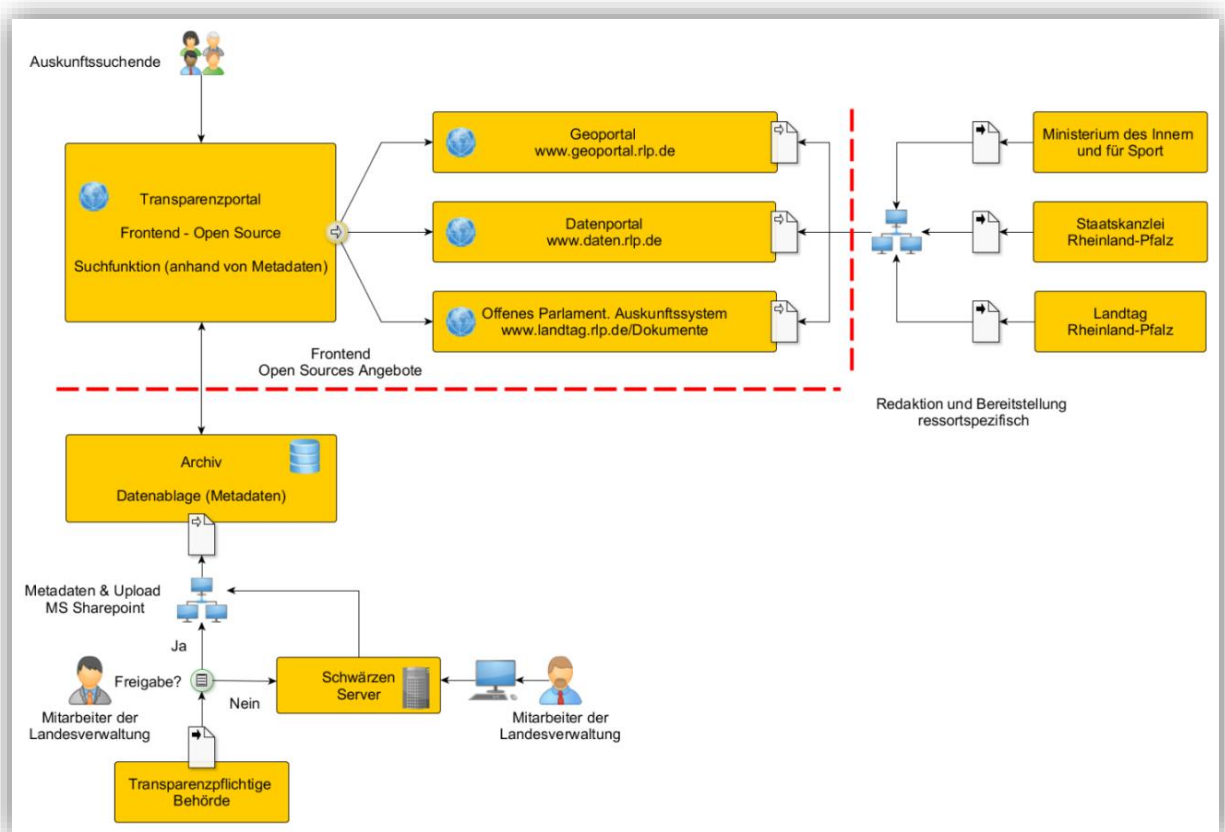 Auskunftssuchende
Transparenzportal
Frontend - Open Source
Suchfunktion (anhand von Metadaten)
Geoportal
www.geoportal.rlp.de
Datenportal
www.daten.rlp.de
Offenes Parlament. Auskunftssystem
www.landtag.rlp.de/Dokumente
Ministerium des Innern
und für Sport
Staatskanzlei
Rheinland-Pfalz
Landtag
Rheinland-Pfalz
Frontend
Open Sources Angebote
Redaktion und Bereitstellung
ressortspezifisch
Archiv
Datenablage (Metadaten)
Metadaten & Upload
MS Sharepoint
Ja
Freigabe?
Nein
Mitarbeiter der
Landesverwaltung
Schwärzen
Server
Mitarbeiter der
Landesverwaltung
Transparenzpflichtige
Behörde